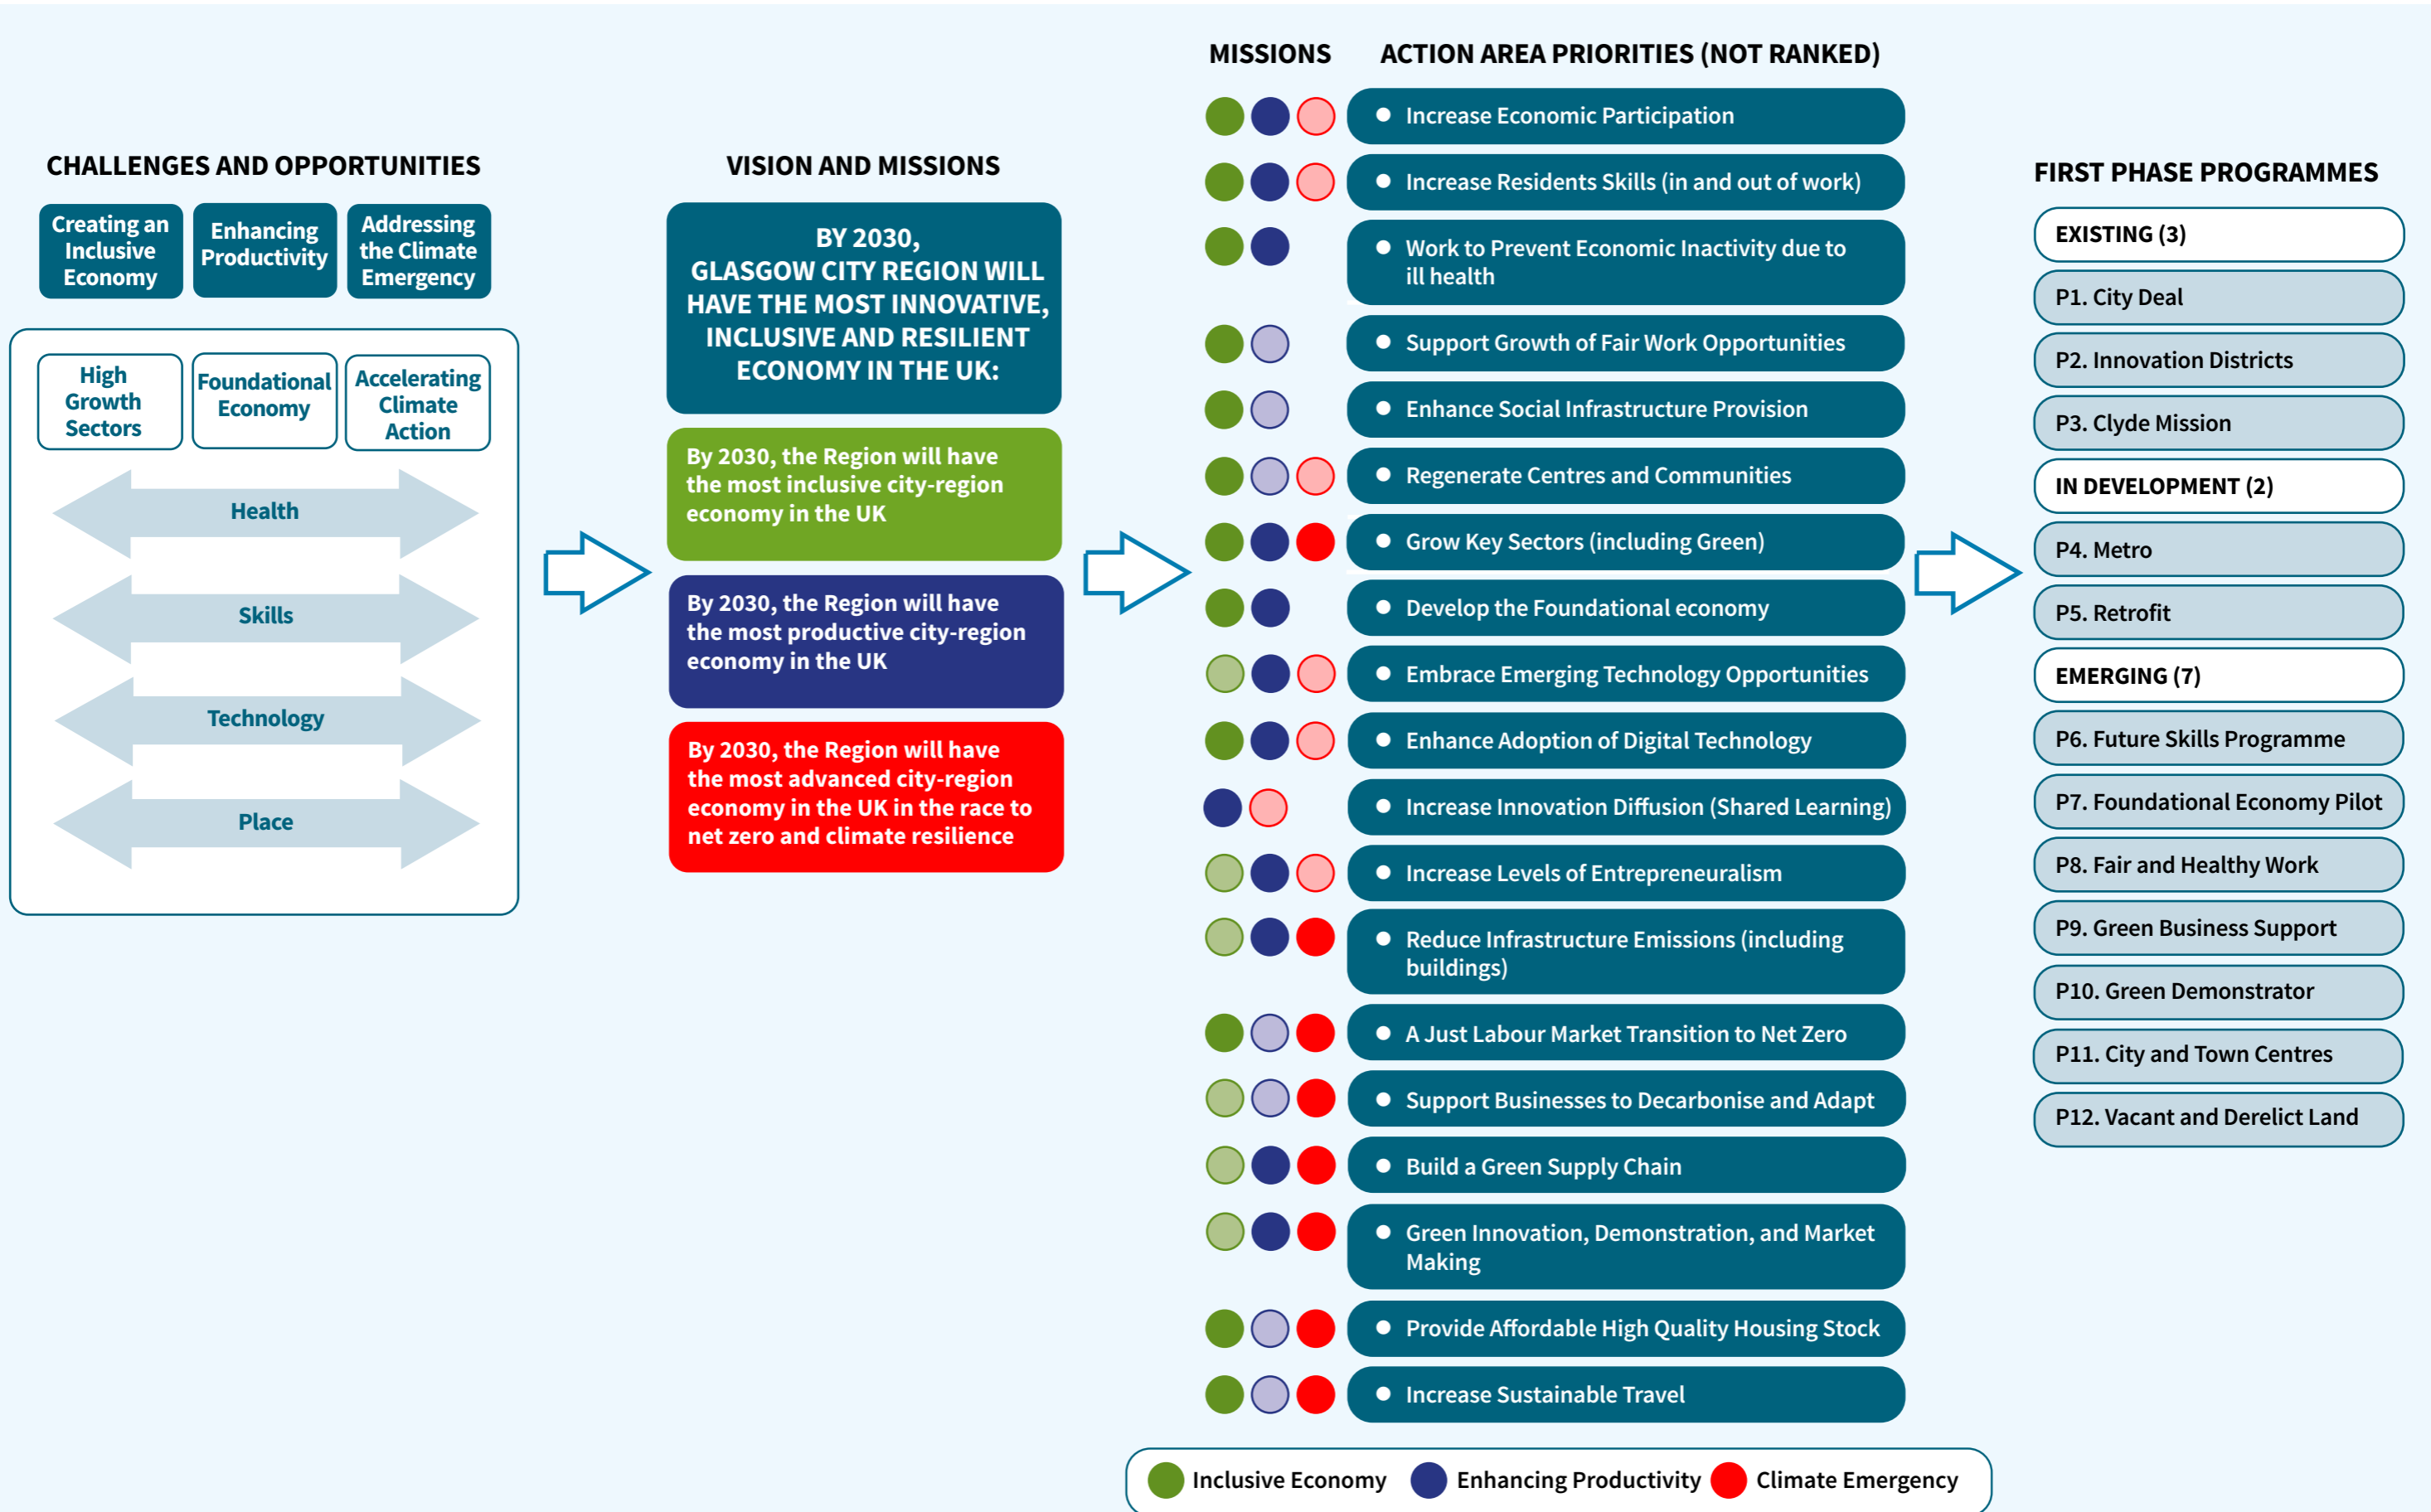 CHALLENGES AND OPPORTUNITIES
Creating an
Inclusive
Economy
Enhancing
Productivity
Addressing
the Climate
Emergency
High
Growth
Sectors
Foundational
Economy
Accelerating
Climate
Action
Health
Skills
Technology
Place
VISION AND MISSIONS
BY 2030,
GLASGOW CITY REGION WILL
HAVE THE MOST INNOVATIVE,
INCLUSIVE AND RESILIENT
ECONOMY IN THE UK:
By 2030, the Region will have
the most inclusive city-region
economy in the UK
By 2030, the Region will have
the most productive city-region
economy in the UK
By 2030, the Region will have
the most advanced city-region
economy in the UK in the race to
net zero and climate resilience
MISSIONS
ACTION AREA PRIORITIES (NOT RANKED)
Increase Economic Participation
Increase Residents Skills (in and out of work)
Work to Prevent Economic Inactivity due to
ill health
Support Growth of Fair Work Opportunities
Enhance Social Infrastructure Provision
Regenerate Centres and Communities
Grow Key Sectors (including Green)
Develop the Foundational economy
Embrace Emerging Technology Opportunities
Enhance Adoption of Digital Technology
Increase Innovation Diffusion (Shared Learning)
Increase Levels of Entrepreneuralism
Reduce Infrastructure Emissions (including
buildings)
A Just Labour Market Transition to Net Zero
Support Businesses to Decarbonise and Adapt
Build a Green Supply Chain
Green Innovation, Demonstration, and Market
Making
Provide Affordable High Quality Housing Stock
Increase Sustainable Travel
Inclusive Economy
Enhancing Productivity
Climate Emergency
FIRST PHASE PROGRAMMES
EXISTING (3)
P1. City Deal
P2. Innovation Districts
P3. Clyde Mission
IN DEVELOPMENT (2)
P4. Metro
P5. Retrofit
EMERGING (7)
P6. Future Skills Programme
P7. Foundational Economy Pilot
P8. Fair and Healthy Work
P9. Green Business Support
P10. Green Demonstrator
P11. City and Town Centres
P12. Vacant and Derelict Land